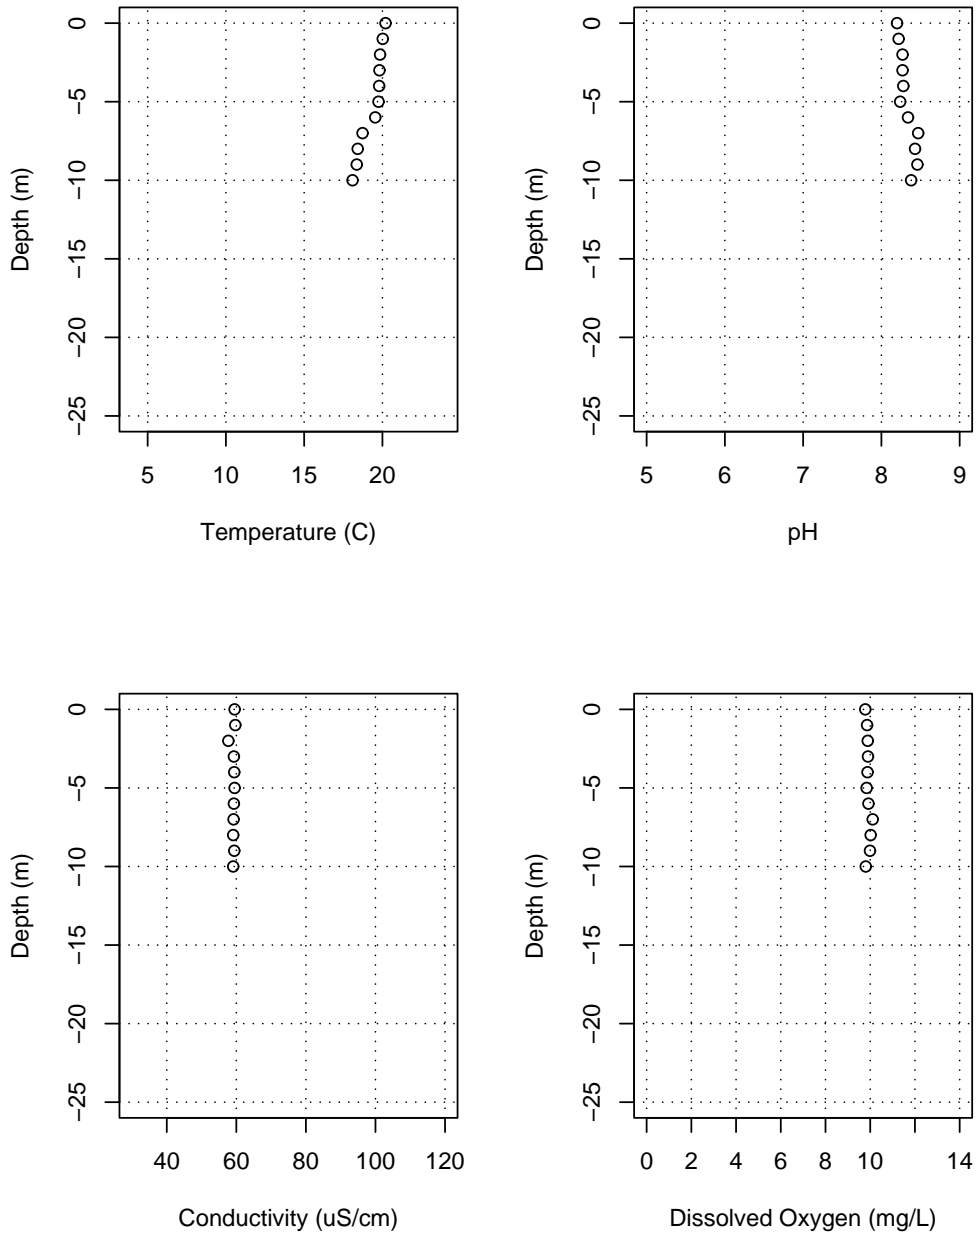 0
−5
−10
−15
−20
−25
Depth (m)
5 10 15 20
Temperature (C)
0
−5
−10
−15
−20
−25
Depth (m)
5 6 7 8 9
pH
0
−5
−10
−15
−20
−25
Depth (m)
40 60 80 100 120
Conductivity (uS/cm)
0
−5
−10
−15
−20
−25
Depth (m)
0 2 4 6 8 10 14
Dissolved Oxygen (mg/L)